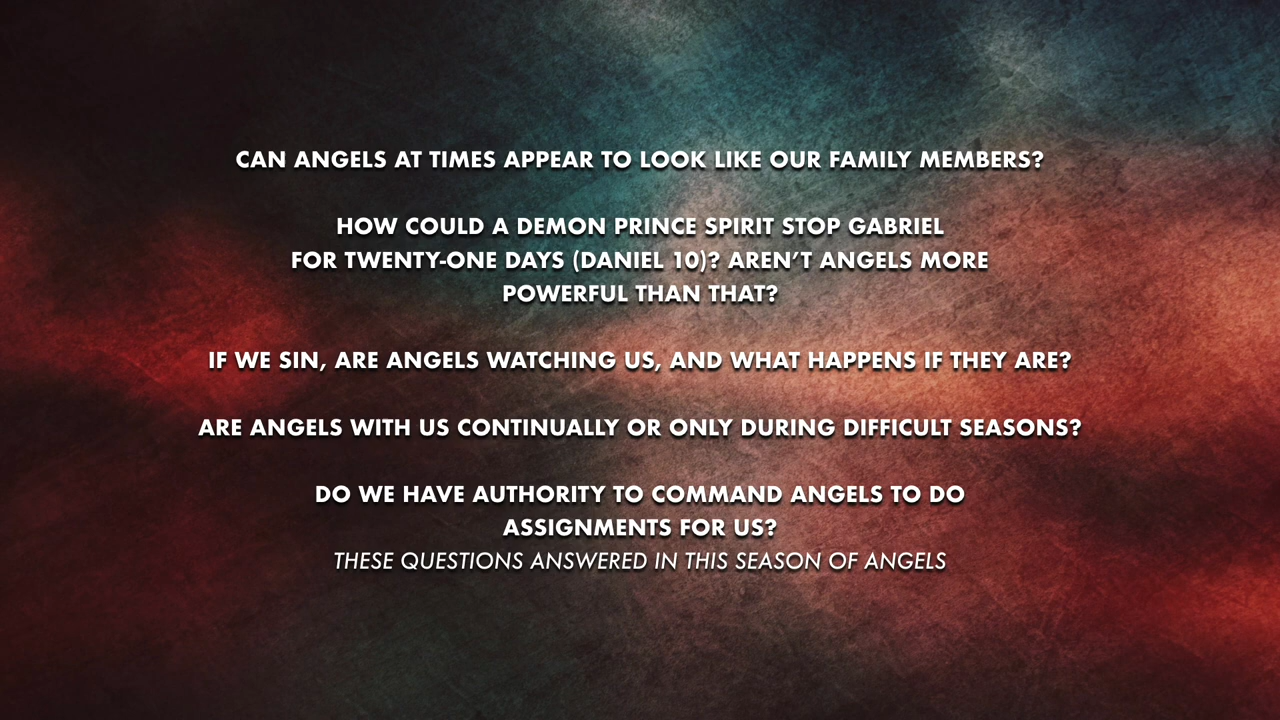 CAN ANGELS AT TIMES APPEAR TO LOOK LIKE OUR FAMILY MEMBERS?
HOW COULD A DEMON PRINCE SPIRIT STOP GABRIEL
FOR TWENTY-ONE DAYS (DANIEL 10)? AREN’T ANGELS MORE
POWERFUL THAN THAT?
IF WE SIN, ARE ANGELS WATCHING US, AND WHAT HAPPENS IF THEY ARE?
ARE ANGELS WITH US CONTINUALLY OR ONLY DURING DIFFICULT SEASONS?
DO WE HAVE AUTHORITY TO COMMAND ANGELS TO DO
ASSIGNMENTS FOR US?
THESE QUESTIONS ANSWERED IN THIS SEASON OF ANGELS